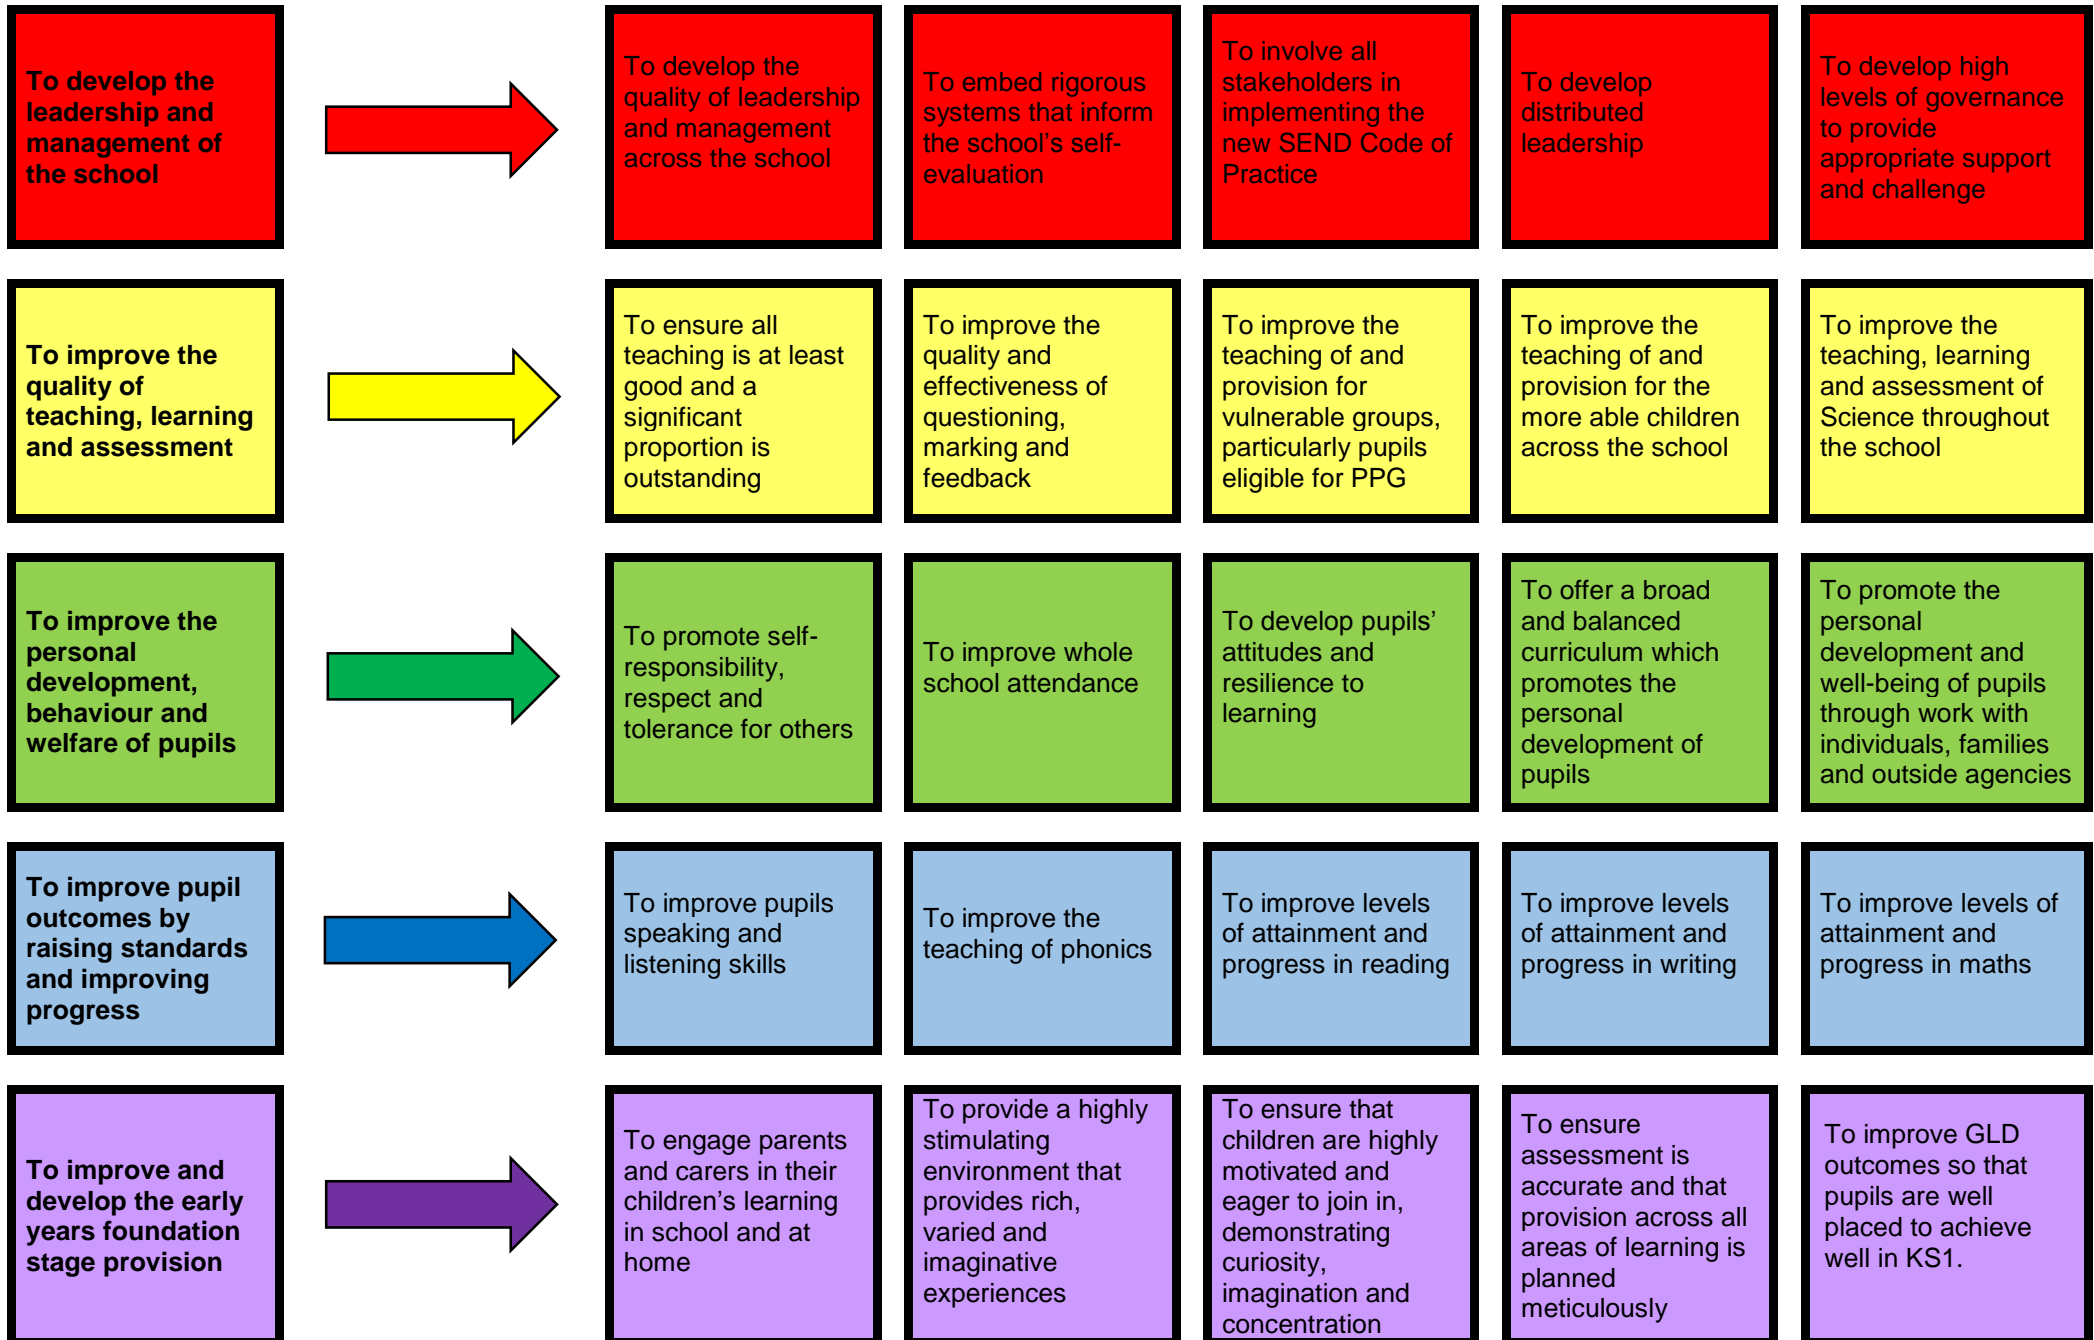 To develop the
leadership and
management of
the school
To develop the
quality of leadership
and management
across the school
To embed rigorous
systems that inform
the school’s self-
evaluation
To involve all
stakeholders in
implementing the
new SEND Code of
Practice
To develop
distributed
leadership
To develop high
levels of governance
to provide
appropriate support
and challenge
To improve the
quality of
teaching, learning
and assessment
To ensure all
teaching is at least
good and a
significant
proportion is
outstanding
To improve the
quality and
effectiveness of
questioning,
marking and
feedback
To improve the
teaching of and
provision for
vulnerable groups,
particularly pupils
eligible for PPG
To improve the
teaching of and
provision for the
more able children
across the school
To improve the
teaching, learning
and assessment of
Science throughout
the school
To improve the
personal
development,
behaviour and
welfare of pupils
To promote self-
responsibility,
respect and
tolerance for others
To improve whole
school attendance
To develop pupils’
attitudes and
resilience to
learning
To offer a broad
and balanced
curriculum which
promotes the
personal
development of
pupils
To promote the
personal
development and
well-being of pupils
through work with
individuals, families
and outside agencies
To improve pupil
outcomes by
raising standards
and improving
progress
To improve pupils
speaking and
listening skills
To improve the
teaching of phonics
To improve levels
of attainment and
progress in reading
To improve levels
of attainment and
progress in writing
To improve levels of
attainment and
progress in maths
To improve and
develop the early
years foundation
stage provision
To engage parents
and carers in their
children’s learning
in school and at
home
To provide a highly
stimulating
environment that
provides rich,
varied and
imaginative
experiences
To ensure that
children are highly
motivated and
eager to join in,
demonstrating
curiosity,
imagination and
concentration
To ensure
assessment is
accurate and that
provision across all
areas of learning is
planned
meticulously
To improve GLD
outcomes so that
pupils are well
placed to achieve
well in KS1.